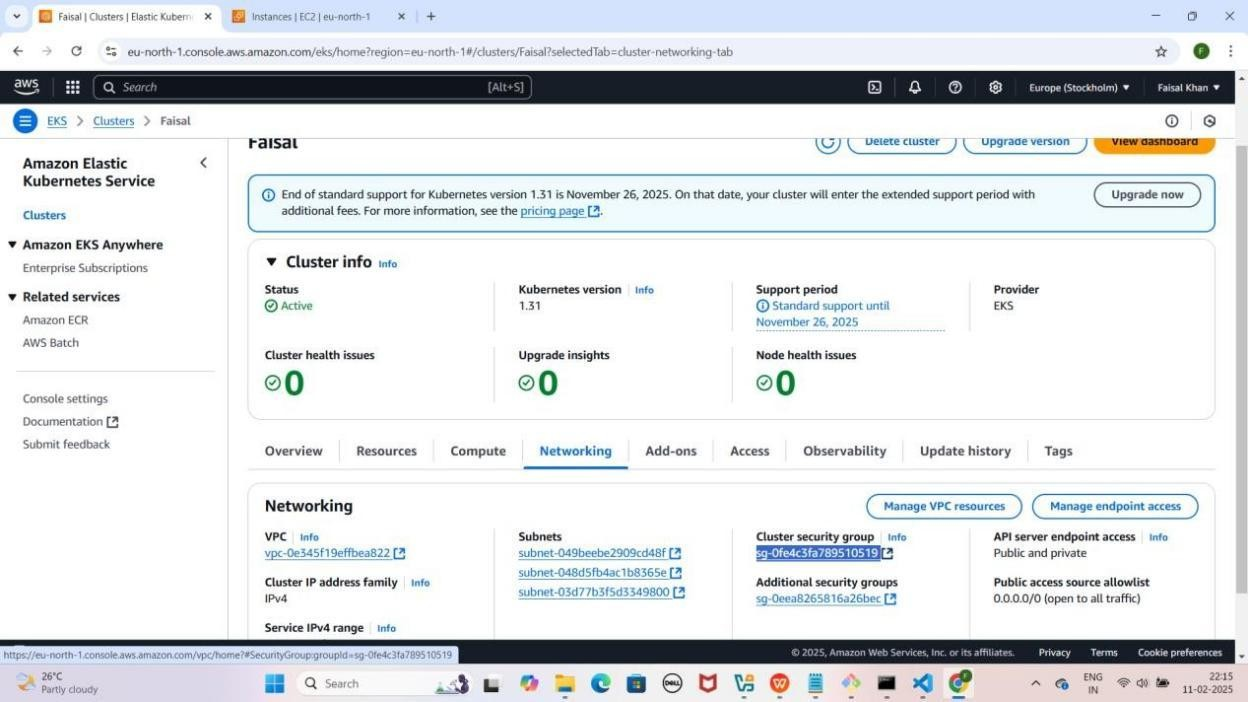 Faisal | Clusters | Elastic Kubern
Instances | EC2 | eu-north-1
eu-north-1.console.aws.amazon.com/eks/home?region=eu-north-1#/clusters/Faisal?selectedTab=cluster-networking-tab
F
aws
Search
[Alt+S]
Europe (Stockholm)
Faisal Khan
EKS > Clusters > Faisal
Amazon Elastic
Kubernetes Service
Clusters
Amazon EKS Anywhere
Enterprise Subscriptions
Related services
Amazon ECR
AWS Batch
Console settings
Documentation
Submit feedback
Faisal
Delete cluster
Upgrade version
View dashboard
End of standard support for Kubernetes version 1.31 is November 26, 2025. On that date, your cluster will enter the extended support period with
additional fees. For more information, see the pricing page.
Upgrade now
Cluster info Info
Status
Active
Kubernetes version Info
1.31
Support period
Standard support until
November 26, 2025
Provider
EKS
Cluster health issues
0
Upgrade insights
0
Node health issues
0
Overview
Resources
Compute
Networking
Add-ons
Access
Observability
Update history
Tags
Networking
Manage VPC resources
Manage endpoint access
VPC Info
vpc-0e345f19effbea822
Cluster IP address family Info
IPv4
Service IPv4 range Info
Subnets
subnet-049beebe2909cd48f
subnet-048d5fb4ac1b8365e
subnet-03d77b3f5d3349800
Cluster security group Info
sg-0fe4c3fa789510519
Additional security groups
sg-0eea8265816a26bec
API server endpoint access Info
Public and private
Public access source allowlist
0.0.0.0/0 (open to all traffic)
https://eu-north-1.console.aws.amazon.com/vpc/home?#SecurityGroup:groupId=sg-0fe4c3fa789510519
© 2025, Amazon Web Services, Inc. or its affiliates.
Privacy
Terms
Cookie preferences
26°C
Partly cloudy
Search
DELL
ENG
IN
22:15
11-02-2025